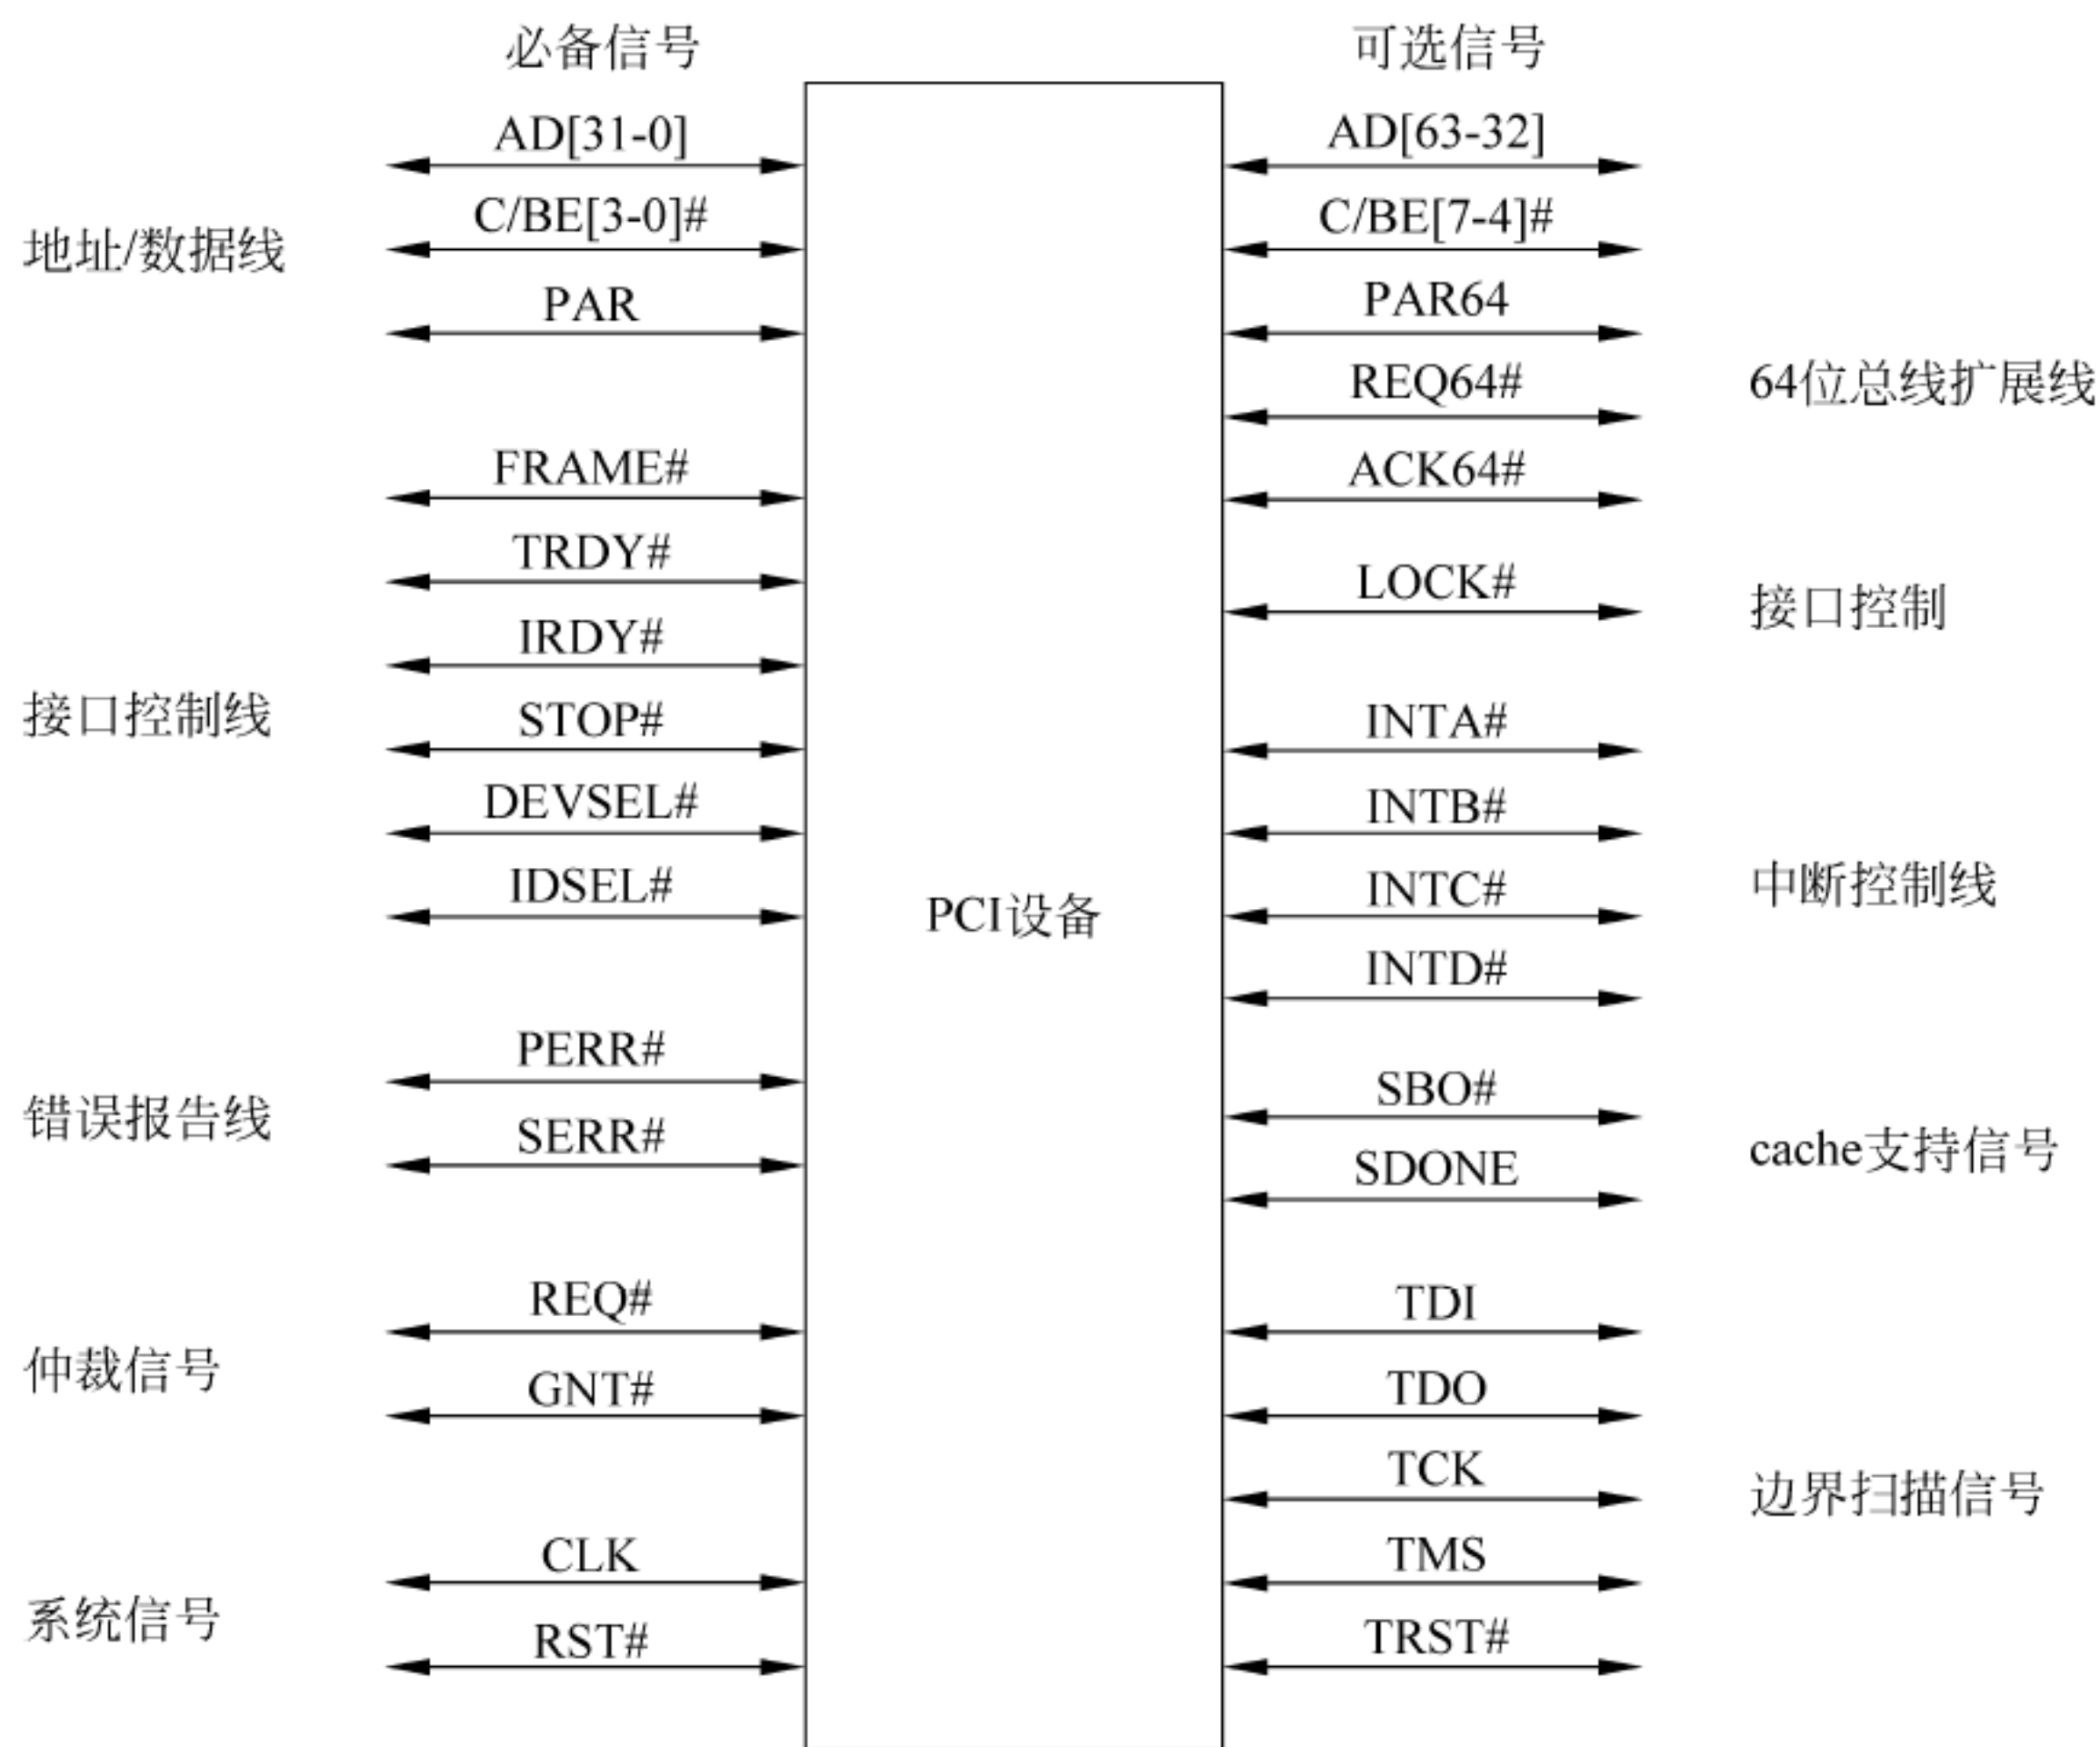 必备信号
可选信号
地址/数据线
AD[31-0]
C/BE[3-0]#
PAR
接口控制线
FRAME#
TRDY#
IRDY#
STOP#
DEVSEL#
IDSEL#
错误报告线
PERR#
SERR#
仲裁信号
REQ#
GNT#
系统信号
CLK
RST#
PCI设备
AD[63-32]
C/BE[7-4]#
PAR64
REQ64#
ACK64#
64位总线扩展线
LOCK#
接口控制
INTA#
INTB#
INTC#
INTD#
中断控制线
SBO#
SDONE
cache支持信号
TDI
TDO
TCK
TMS
TRST#
边界扫描信号